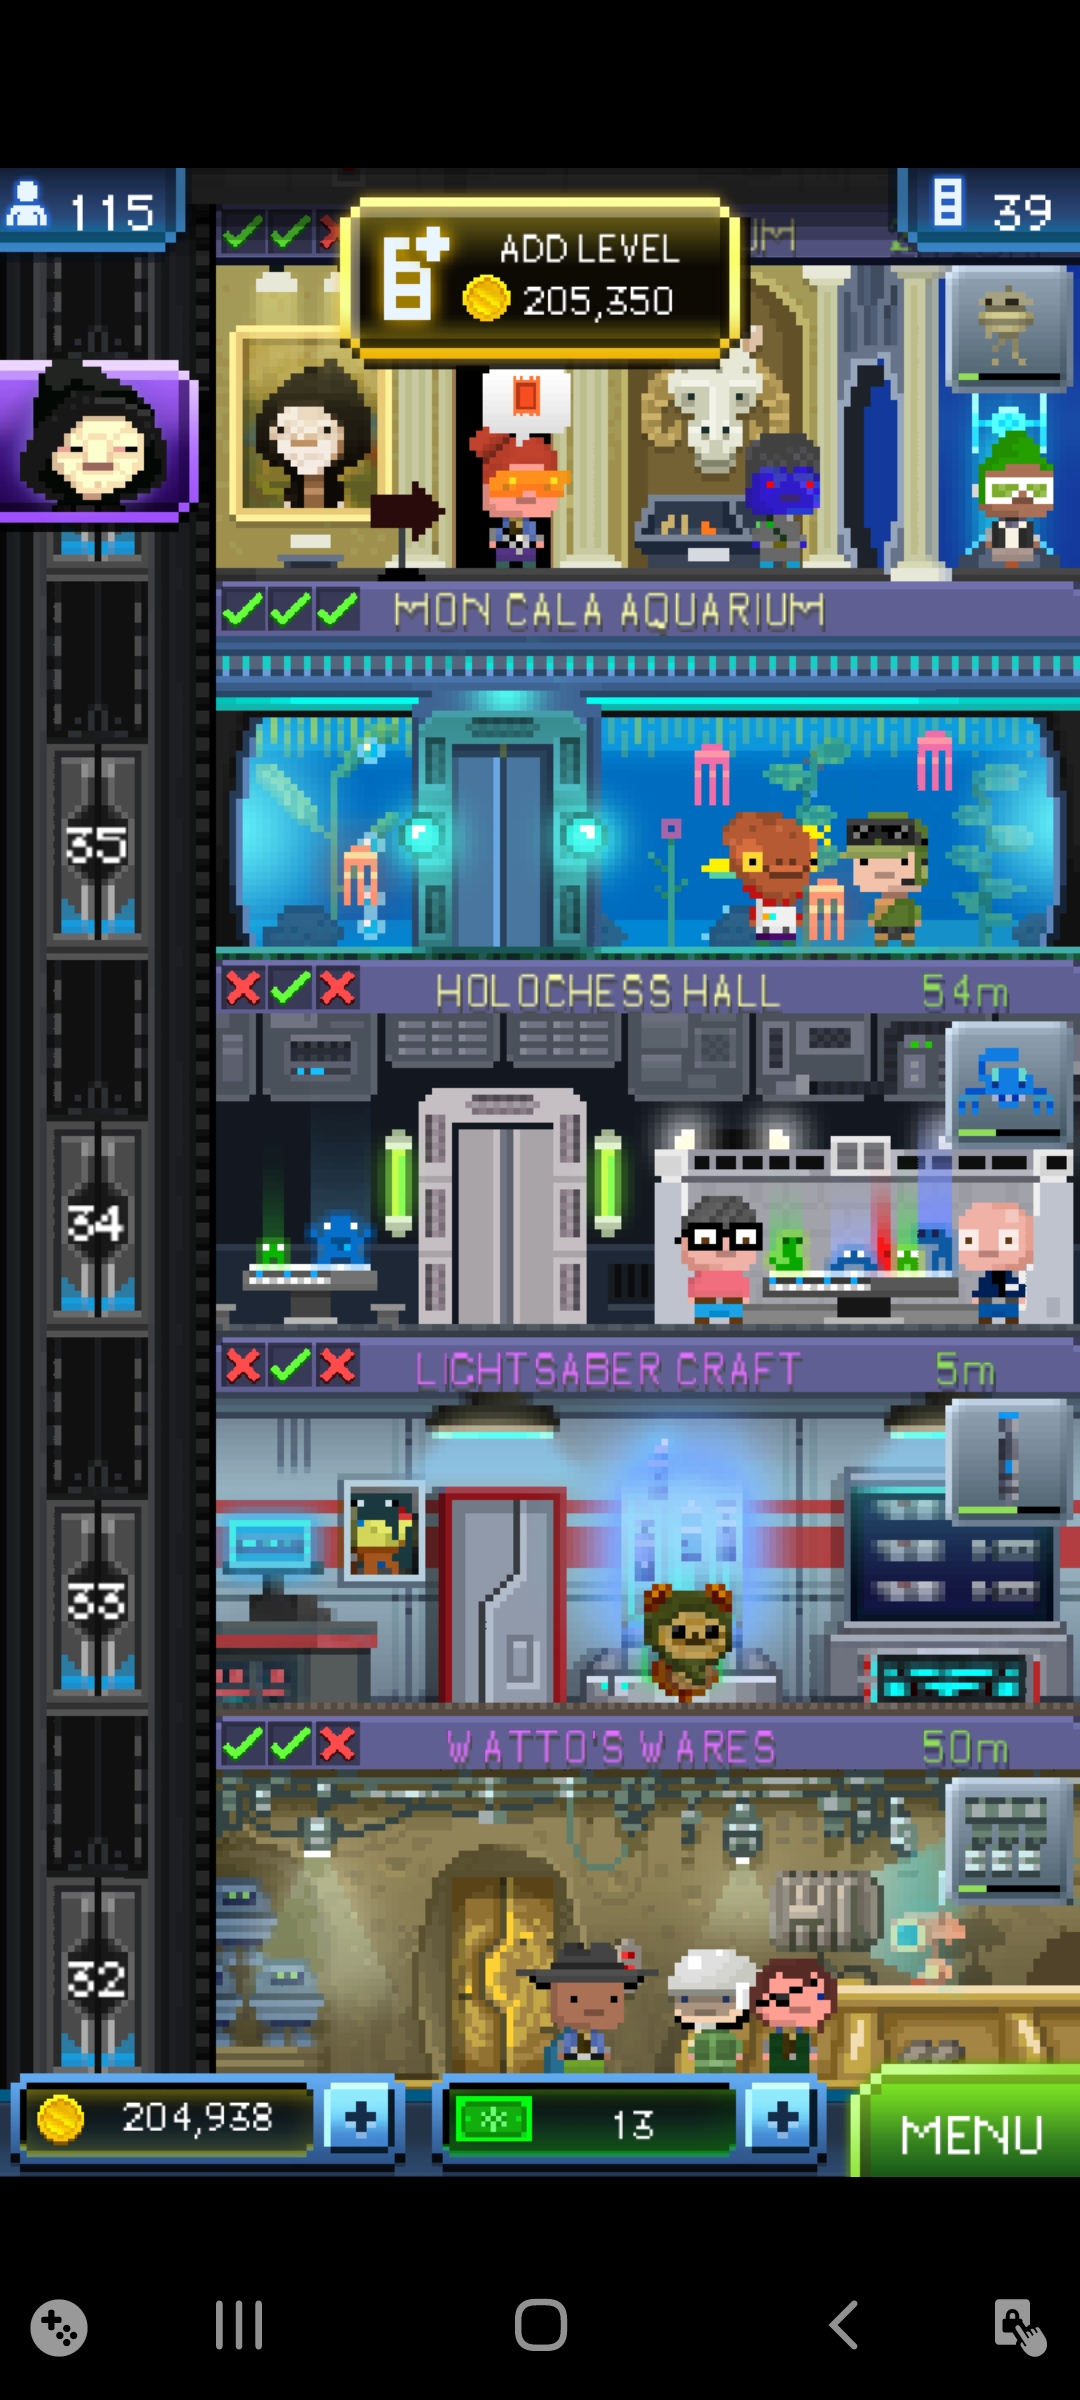 115
ADD LEVEL
205,350
39
UM
MON CALA AQUARIUM
35
HOLOCHESS HALL 54m
34
LIGHTSABER CRAFT 5m
33
WATTO'S WARES 50m
32
204,938
13
MENU